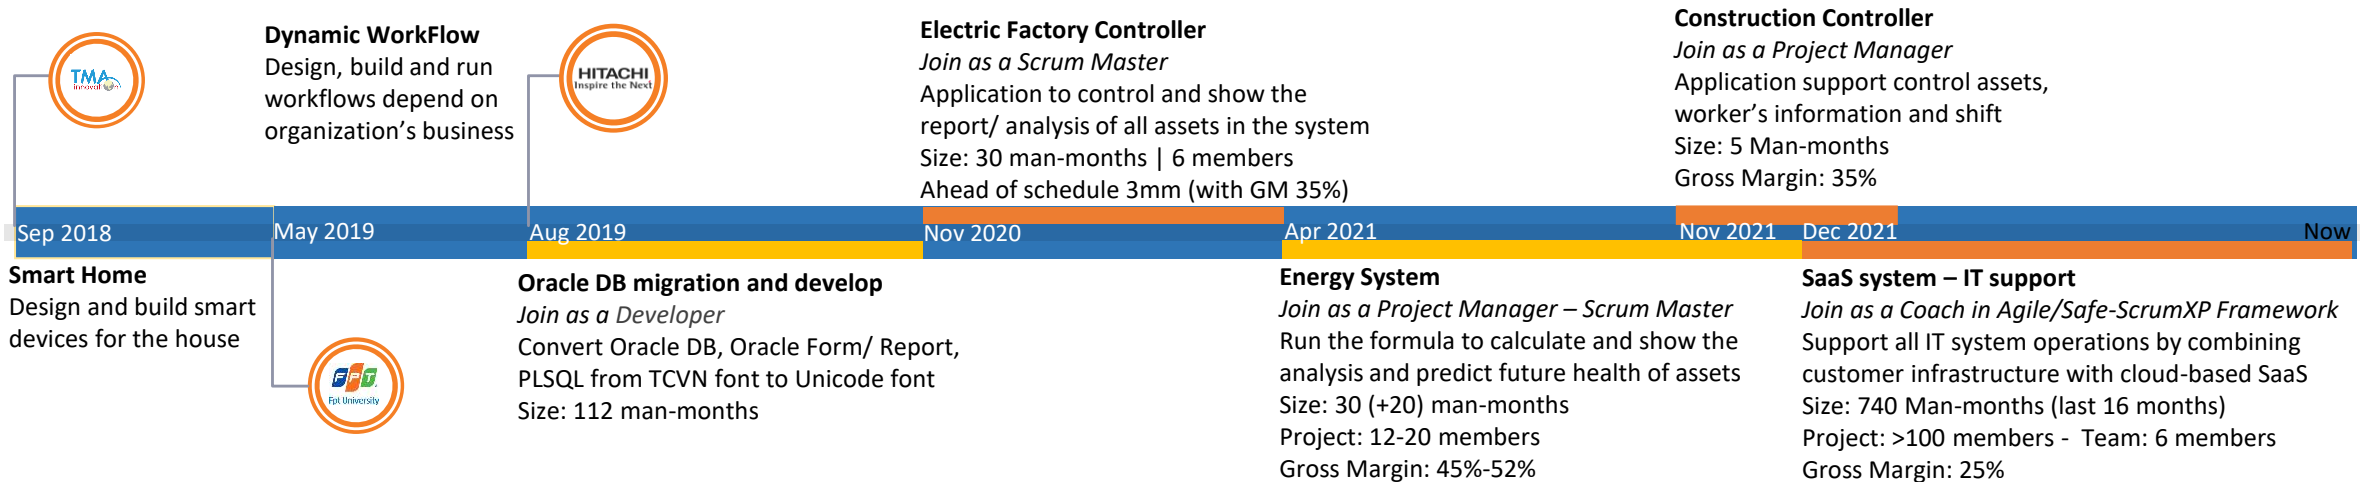 TMA
innovation
Dynamic WorkFlow
Design, build and run
workflows depend on
organization's business
HITACHI
Inspire the Next
Electric Factory Controller
Join as a Scrum Master
Application to control and show the
report/ analysis of all assets in the system
Size: 30 man-months | 6 members
Ahead of schedule 3mm (with GM 35%)
Construction Controller
Join as a Project Manager
Application support control assets,
worker's information and shift
Size: 5 Man-months
Gross Margin: 35%
Sep 2018
May 2019
Aug 2019
Nov 2020
Apr 2021
Nov 2021
Dec 2021
Now
Smart Home
Design and build smart
devices for the house
FPT
Fpt University
Oracle DB migration and develop
Join as a Developer
Convert Oracle DB, Oracle Form/ Report,
PLSQL from TCVN font to Unicode font
Size: 112 man-months
Energy System
Join as a Project Manager – Scrum Master
Run the formula to calculate and show the
analysis and predict future health of assets
Size: 30 (+20) man-months
Project: 12-20 members
Gross Margin: 45%-52%
SaaS system – IT support
Join as a Coach in Agile/Safe-ScrumXP Framework
Support all IT system operations by combining
customer infrastructure with cloud-based SaaS
Size: 740 Man-months (last 16 months)
Project: >100 members - Team: 6 members
Gross Margin: 25%